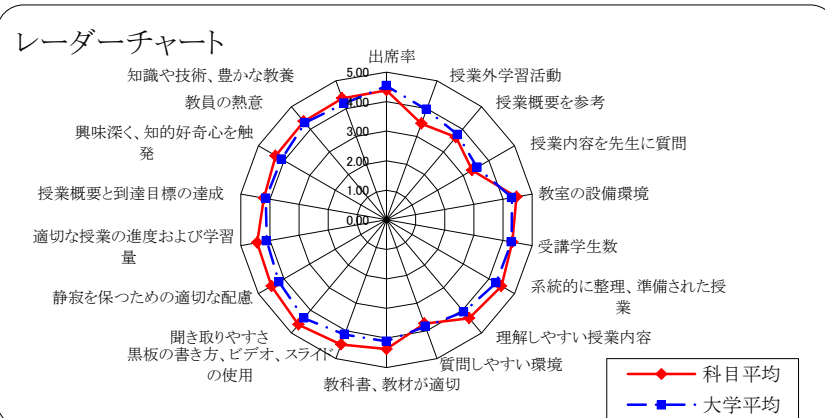 レーダーチャート
出席率
授業外学習活動
授業概要を参考
授業内容を先生に質問
教室の設備環境
受講学生数
系統的に整理、準備された授
業
理解しやすい授業内容
質問しやすい環境
教科書、教材が適切
黒板の書き方、ビデオ、スライド
の使用
聞き取りやすさ
静寂を保つための適切な配慮
適切な授業の進度および学習
量
授業概要と到達目標の達成
興味深く、知的好奇心を触
発
教員の熱意
知識や技術、豊かな教養
5.00
4.00
3.00
2.00
1.00
0.00
科目平均
大学平均